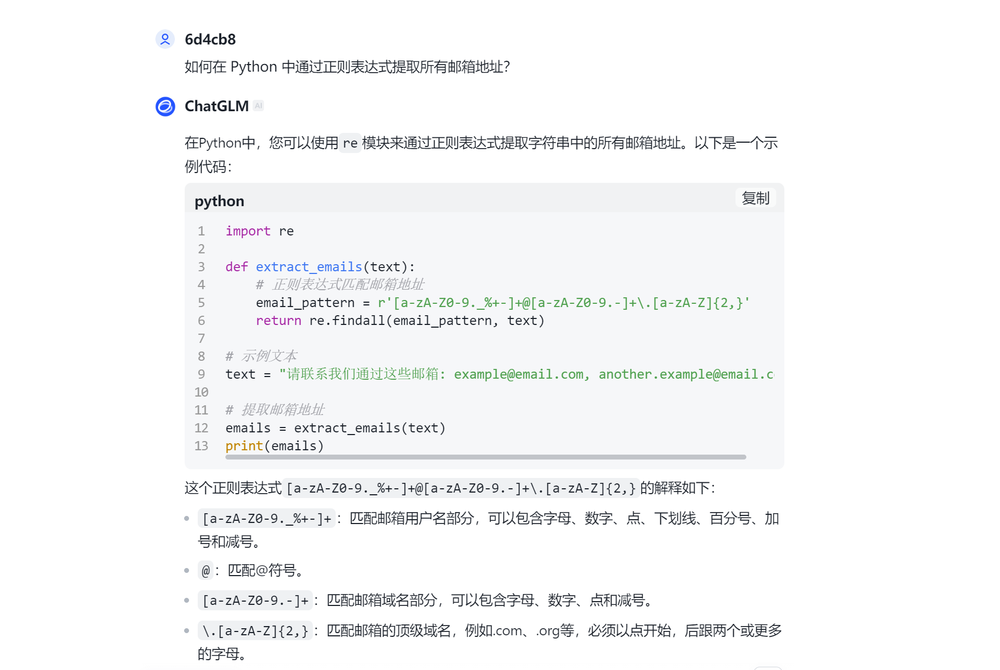 6d4cb8
如何在 Python 中通过正则表达式提取所有邮箱地址？
ChatGLM AI
在Python中，您可以使用 re 模块来通过正则表达式提取字符串中的所有邮箱地址。以下是一个示
例代码：
python 复制
1 import re
2
3 def extract_emails(text):
4     # 正则表达式匹配邮箱地址
5     email_pattern = r'[a-zA-Z0-9._%+-]+@[a-zA-Z0-9.-]+\.[a-zA-Z]{2,}'
6     return re.findall(email_pattern, text)
7
8 # 示例文本
9 text = "请联系我们通过这些邮箱: example@email.com, another.example@email.c
10
11 # 提取邮箱地址
12 emails = extract_emails(text)
13 print(emails)
这个正则表达式 [a-zA-Z0-9._%+-]+@[a-zA-Z0-9.-]+\.[a-zA-Z]{2,} 的解释如下：
• [a-zA-Z0-9._%+-]+ ：匹配邮箱用户名部分，可以包含字母、数字、点、下划线、百分号、加
号和减号。
• @ ：匹配@符号。
• [a-zA-Z0-9.-]+ ：匹配邮箱域名部分，可以包含字母、数字、点和减号。
• \.[a-zA-Z]{2,} ：匹配邮箱的顶级域名，例如.com、.org等，必须以点开始，后跟两个或更多
的字母。